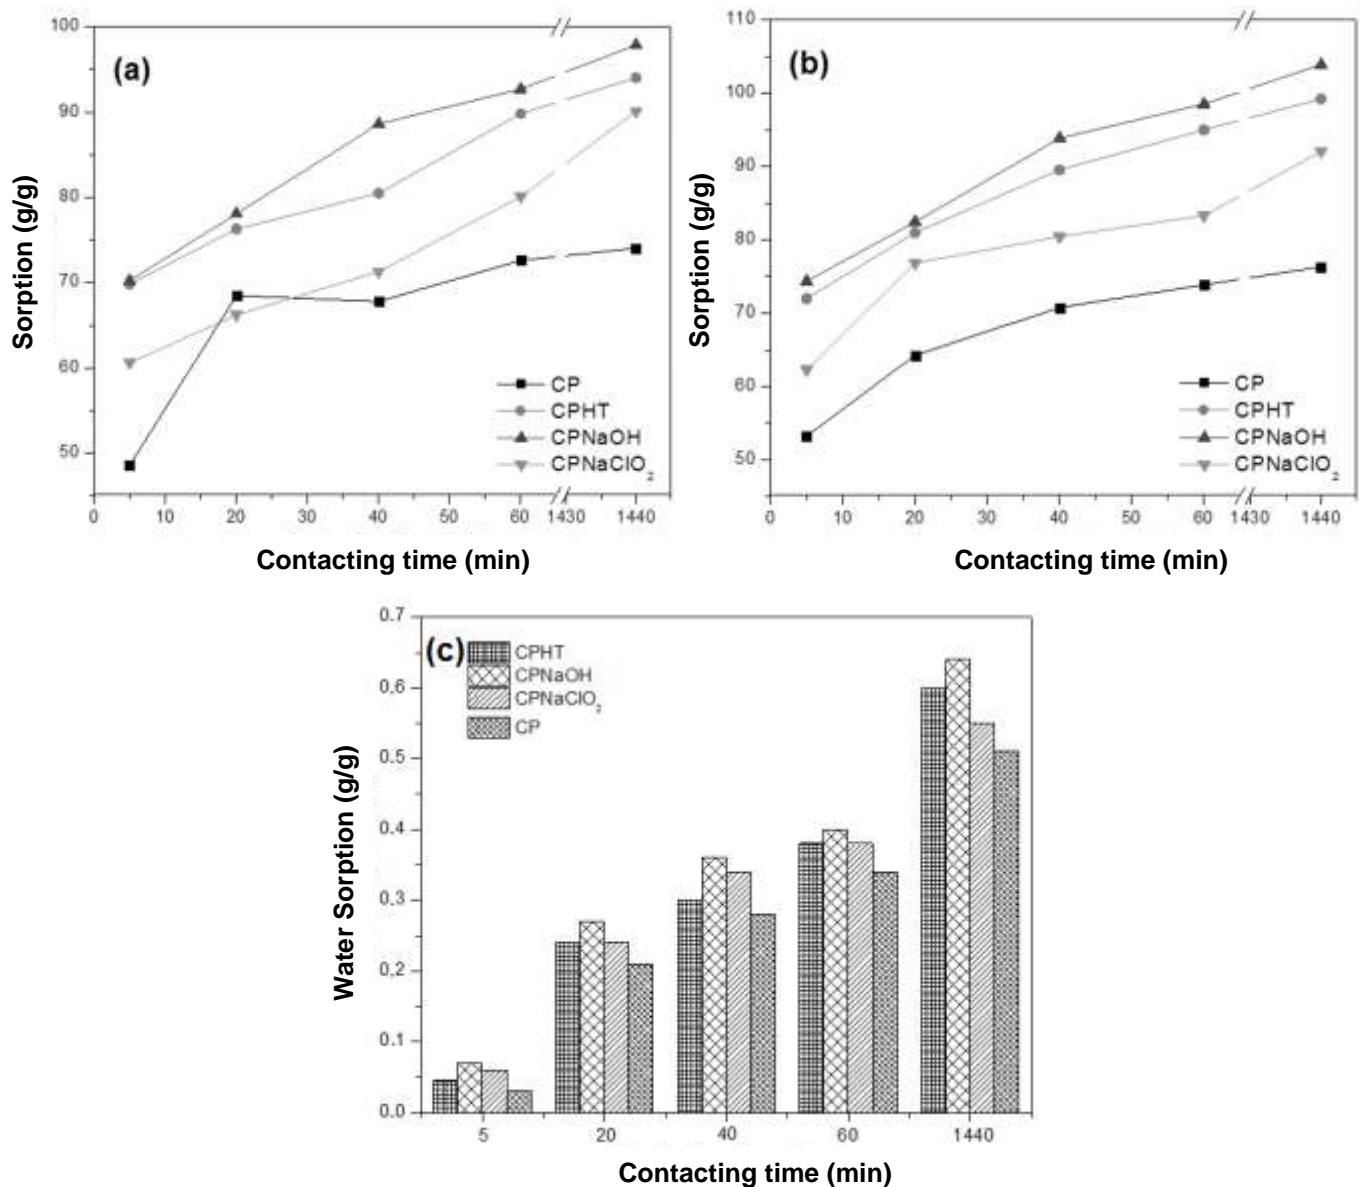 (a)
Sorption (g/g)
100
90
80
70
60
50
CP
CPHT
CPNaOH
CPNaClO₂
0 10 20 30 40 50 60 1430 1440
Contacting time (min)
(b)
Sorption (g/g)
110
100
90
80
70
60
50
CP
CPHT
CPNaOH
CPNaClO₂
0 10 20 30 40 50 60 1430 1440
Contacting time (min)
(c)
Water Sorption (g/g)
0.7
0.6
0.5
0.4
0.3
0.2
0.1
0.0
CPHT
CPNaOH
CPNaClO₂
CP
5 20 40 60 1440
Contacting time (min)